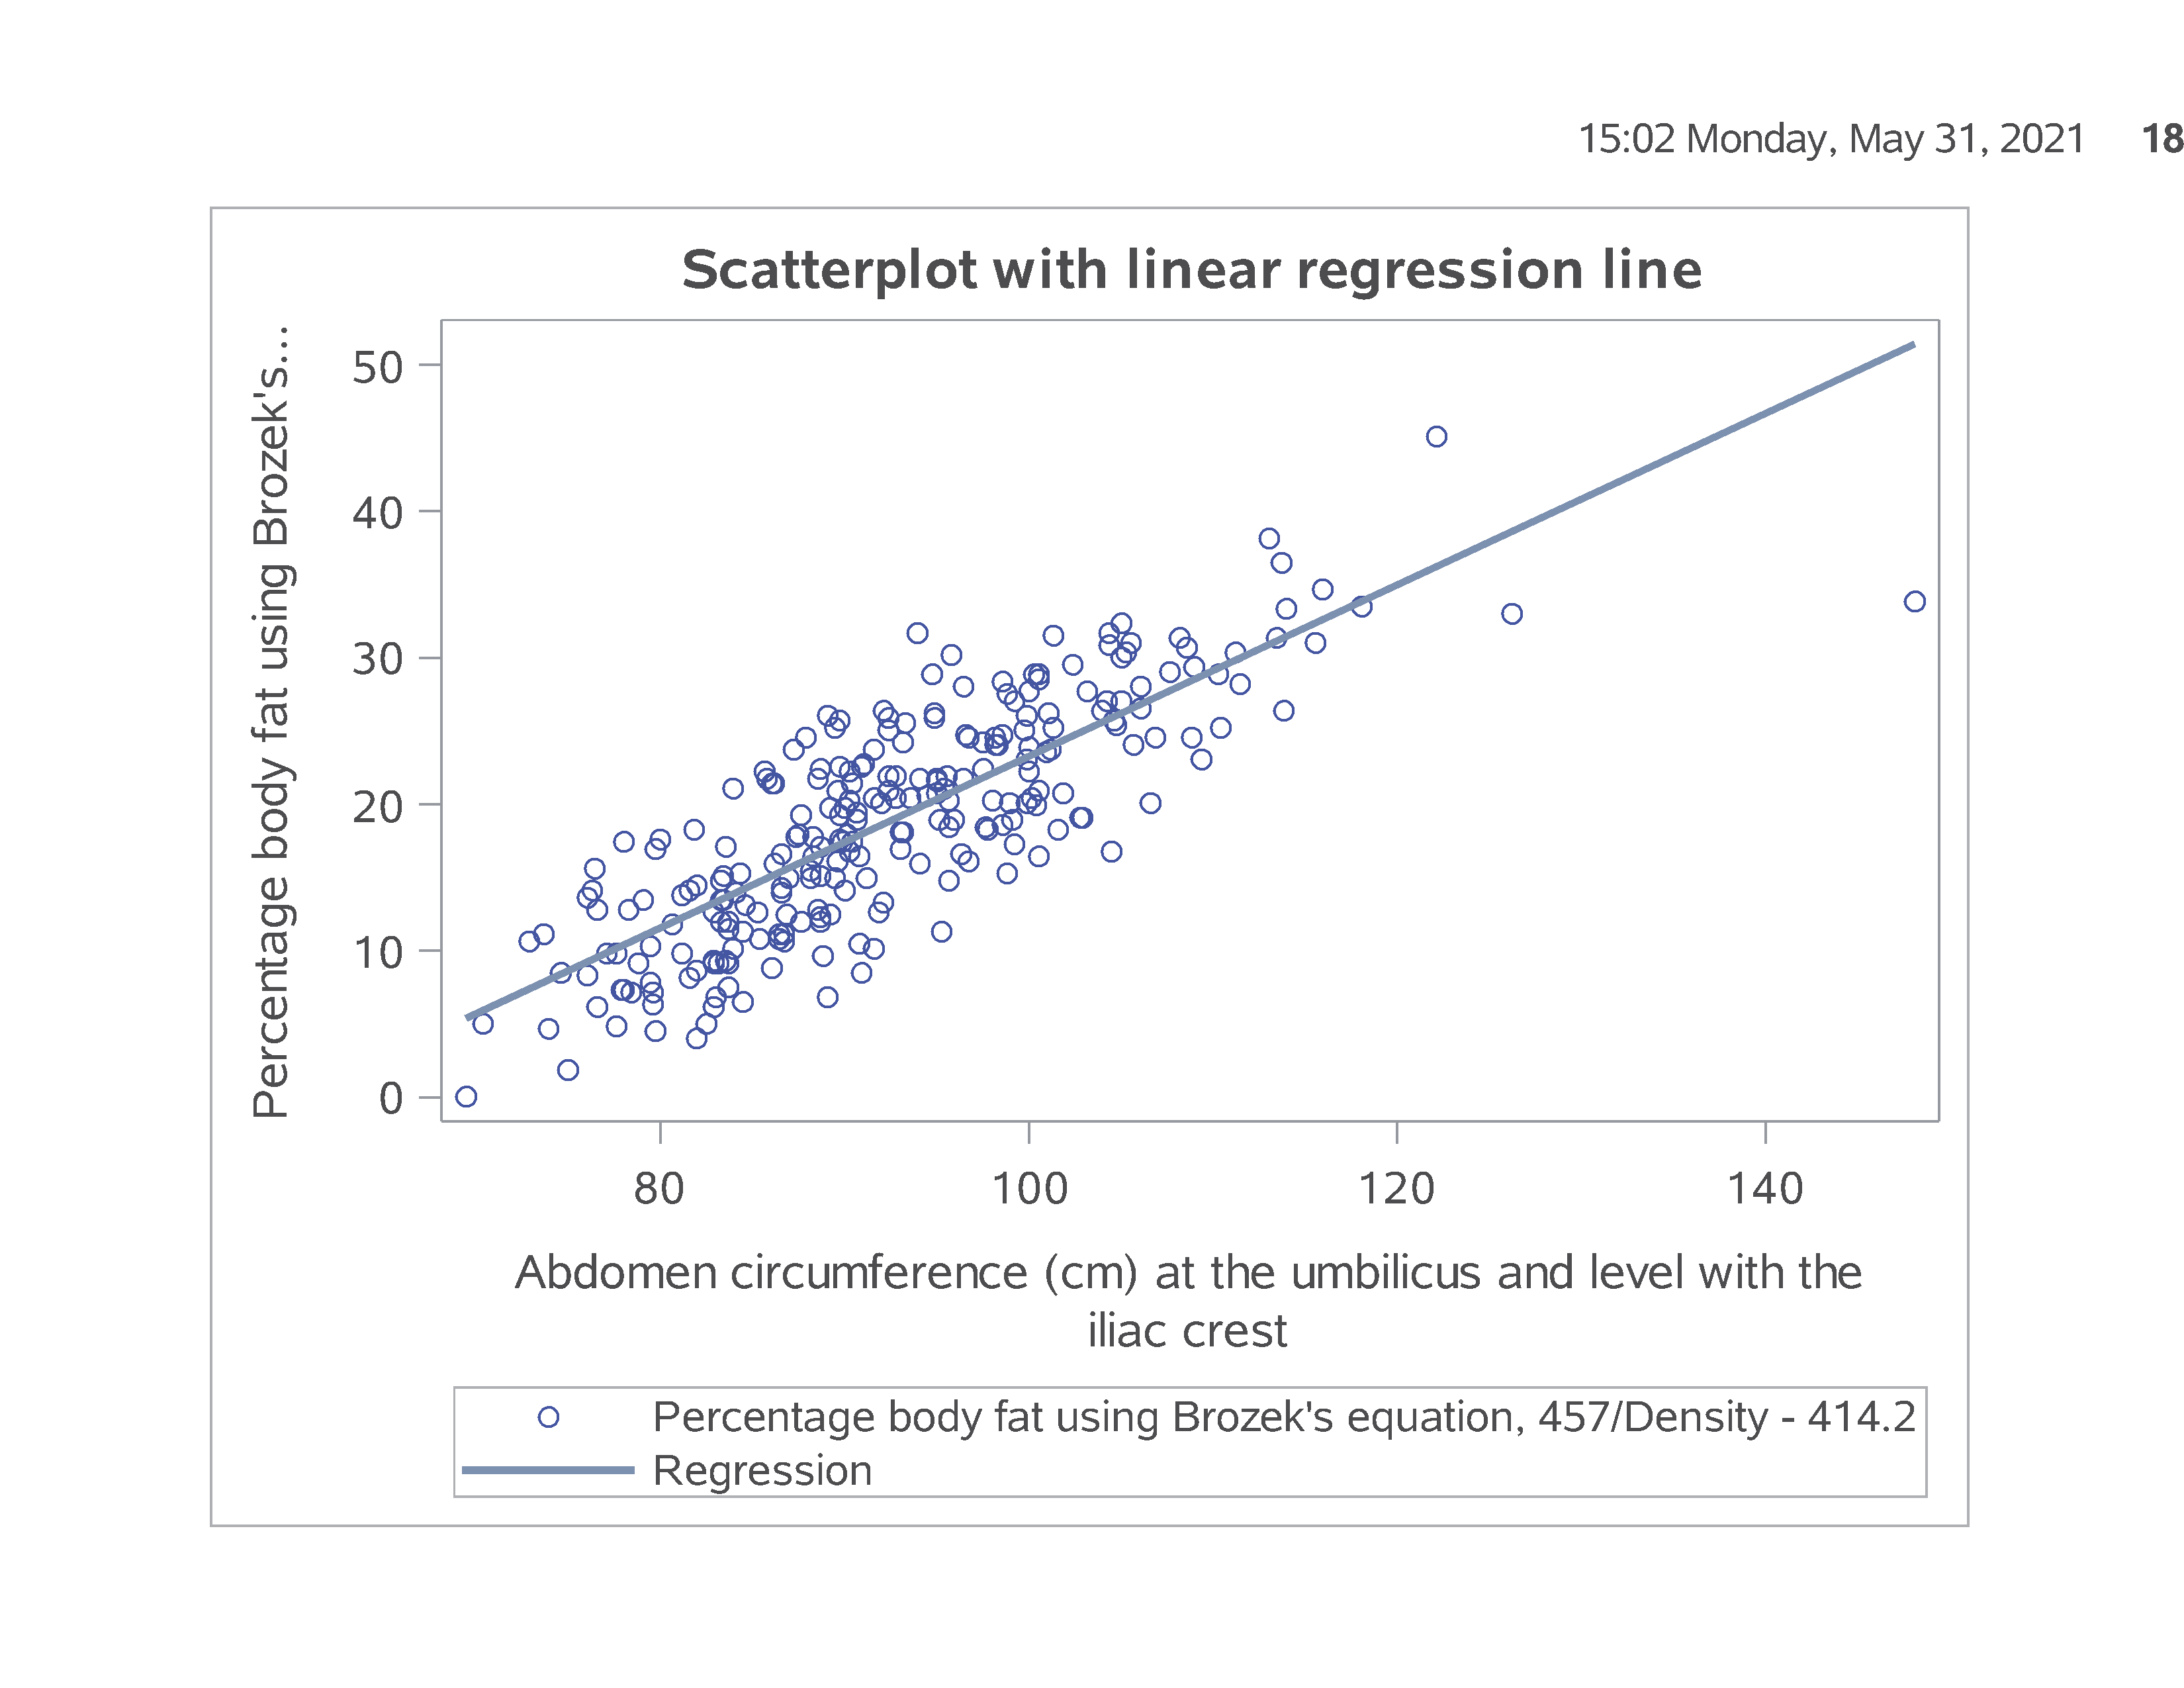 15:02 Monday, May 31, 2021 18
Scatterplot with linear regression line
Percentage body fat using Brozek's...
50
40
30
20
10
0
80 100 120 140
Abdomen circumference (cm) at the umbilicus and level with the
iliac crest
Percentage body fat using Brozek's equation, 457/Density - 414.2
Regression